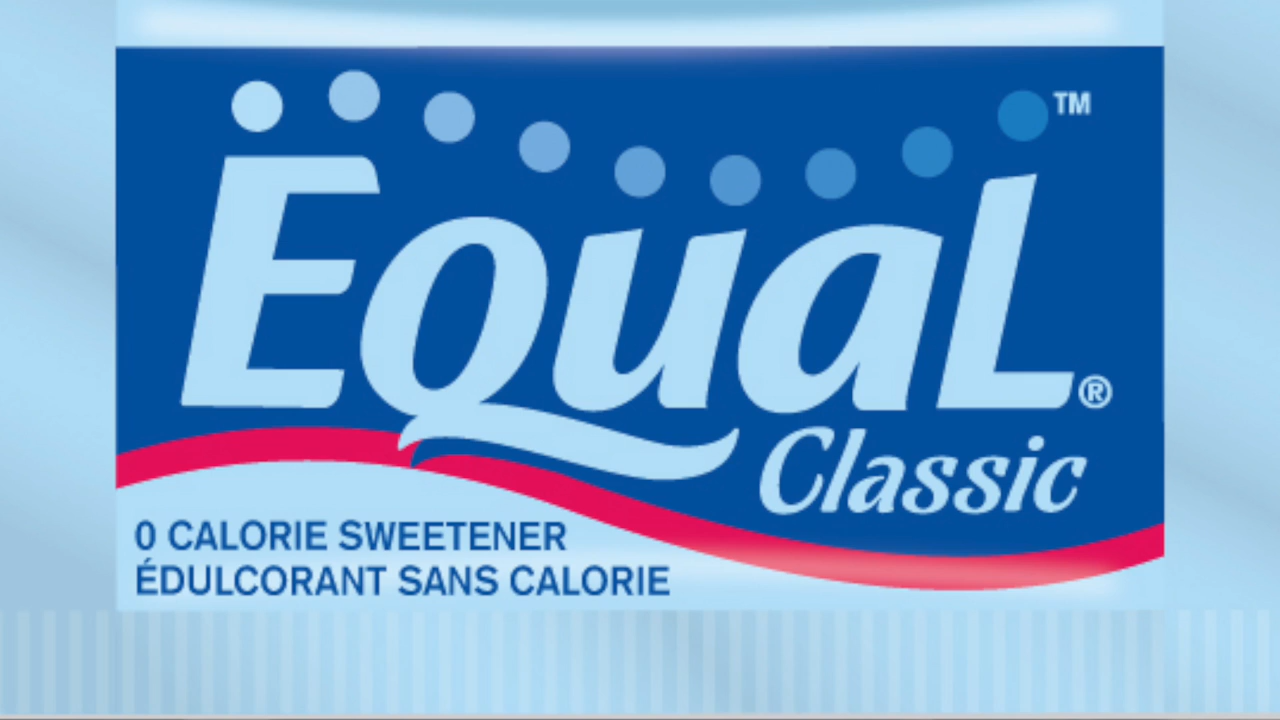 ™
Equal®
Classic
0 CALORIE SWEETENER
ÉDULCORANT SANS CALORIE